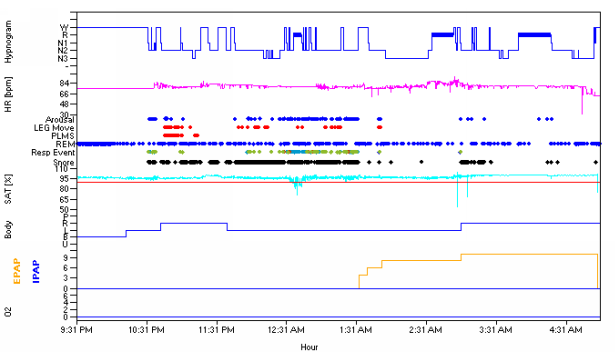 Hypnogram
W
R
N1
N2
N3
-
HR [bpm]
84
66
48
30
Arousal
LEG Move
PLMS
REM
Resp Event
Snore
SAT [%]
110
95
80
65
50
Body
P
R
L
B
U
EPAP
IPAP
9
6
3
0
O2
6
4
2
0
9:31 PM 10:31 PM 11:31 PM 12:31 AM 1:31 AM 2:31 AM 3:31 AM 4:31 AM
Hour